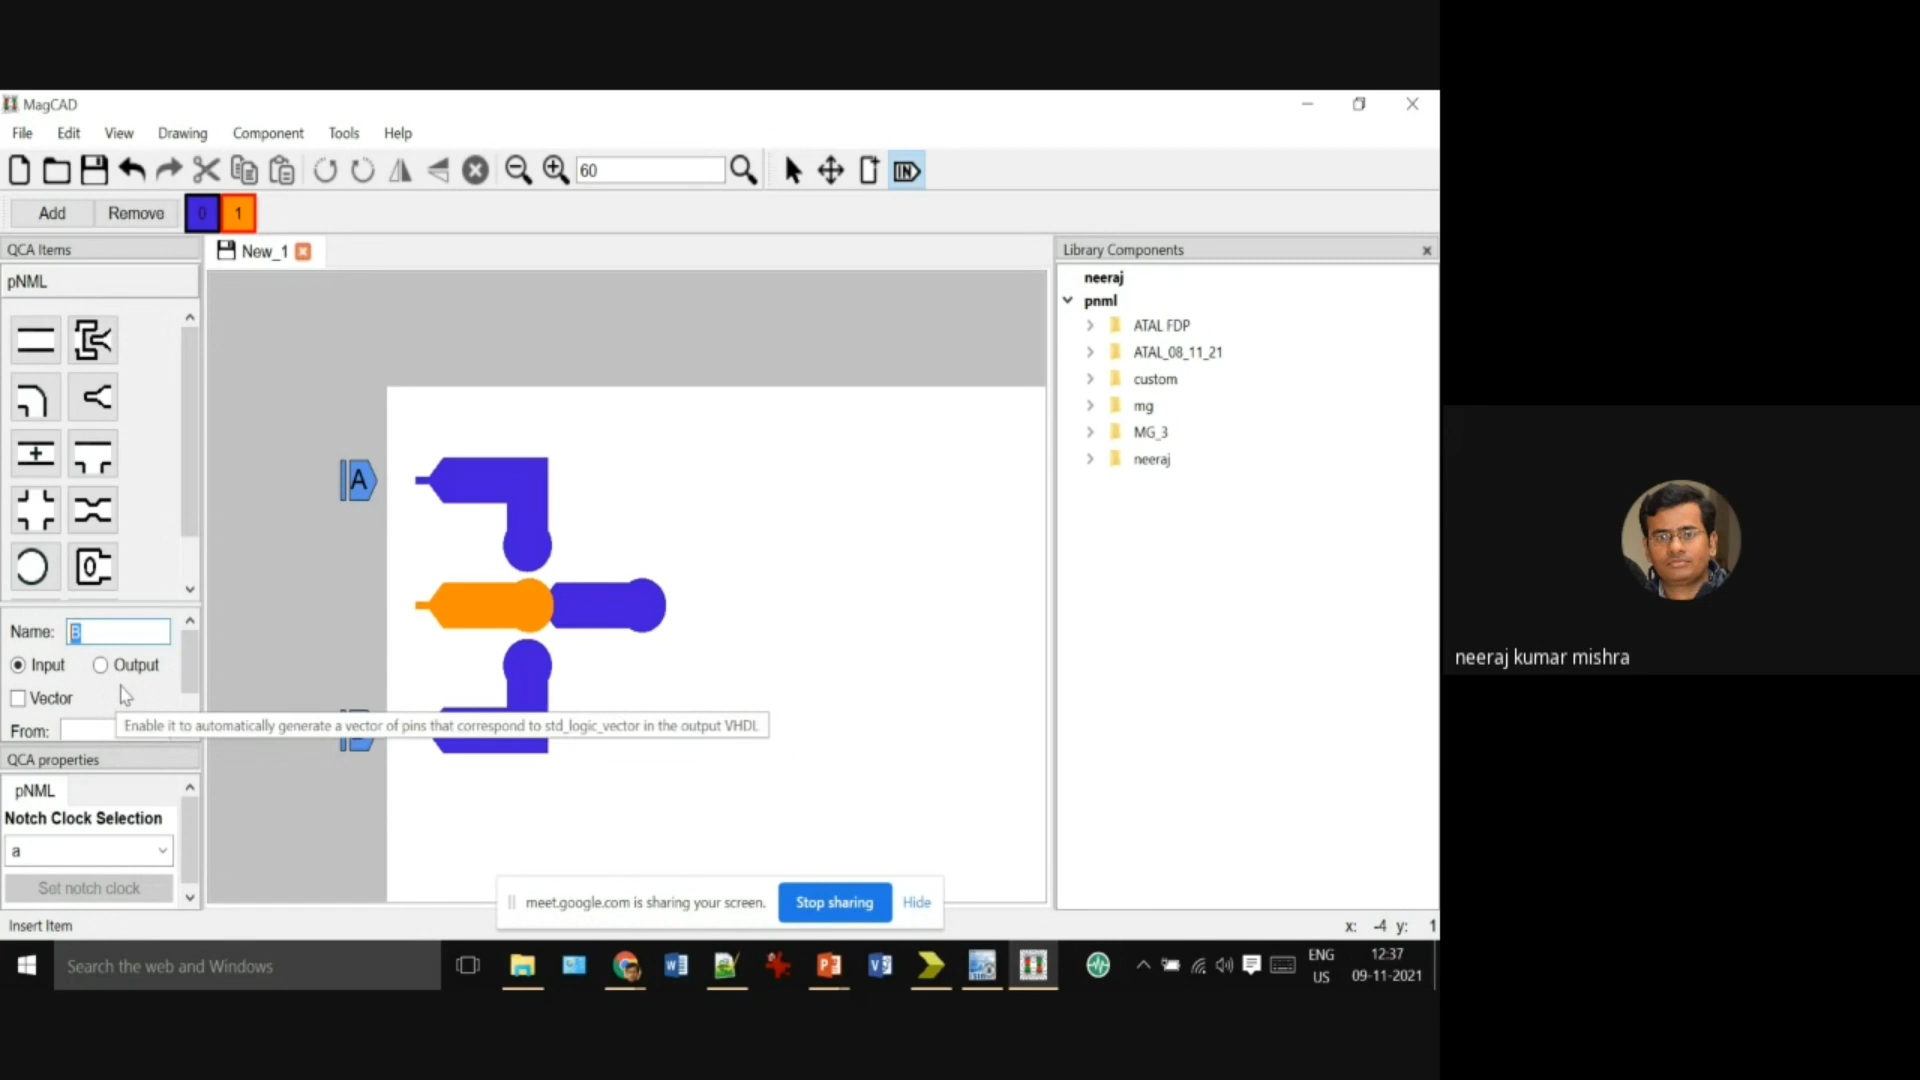 MagCAD
File Edit View Drawing Component Tools Help
60
IN
Add Remove 0 1
QCA Items
New_1
Library Components
pNML
neeraj
pnml
ATAL FDP
ATAL_08_11_21
custom
mg
MG_3
neeraj
A
Name: B
Input Output
Vector
From:
Enable it to automatically generate a vector of pins that correspond to std_logic_vector in the output VHDL
QCA properties
pNML
Notch Clock Selection
a
Set notch clock
meet.google.com is sharing your screen. Stop sharing Hide
Insert Item
x: -4 y: 1
Search the web and Windows
ENG
US
12:37
09-11-2021
neeraj kumar mishra